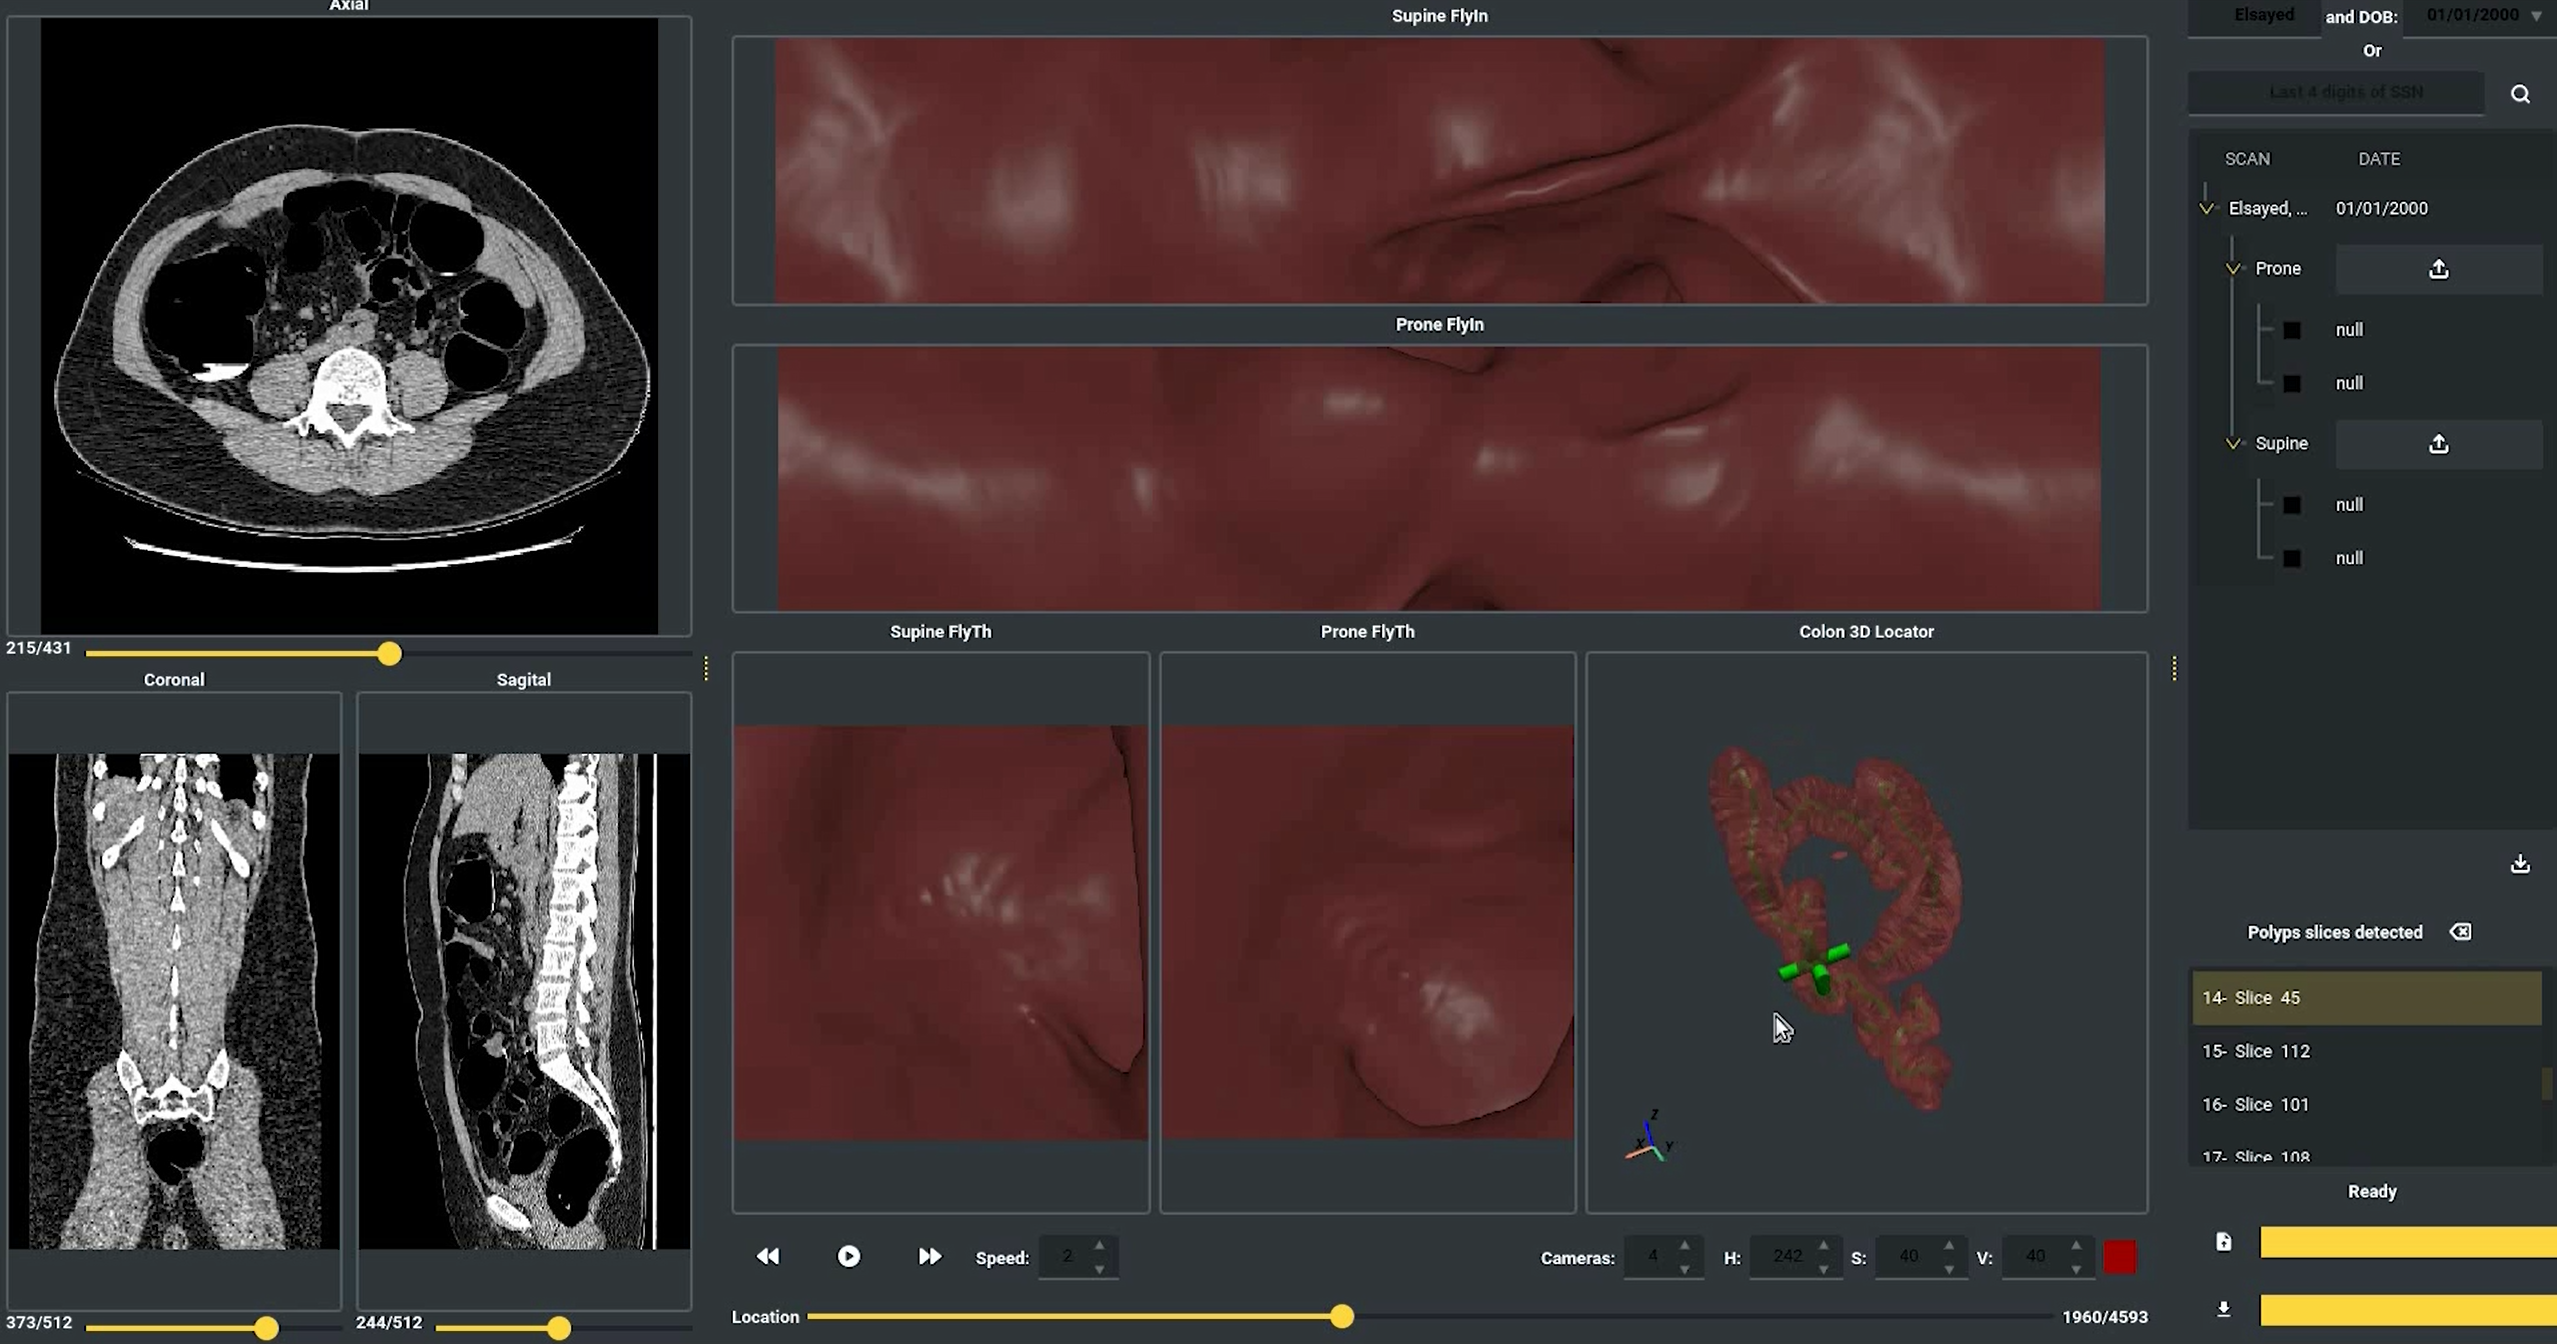 Axial
215/431
Coronal
Sagital
373/512
244/512
Supine FlyIn
Prone FlyIn
Supine FlyTh
Prone FlyTh
Colon 3D Locator
Z
X
Y
Speed: 2
Cameras: 4 H: 242 S: 40 V: 40
Location 1960/4593
Elsayed and DOB: 01/01/2000
Or
Last 4 digits of SSN
SCAN DATE
Elsayed, ... 01/01/2000
Prone
null
null
Supine
null
null
Polyps slices detected
14- Slice 45
15- Slice 112
16- Slice 101
17- Slice 108
Ready